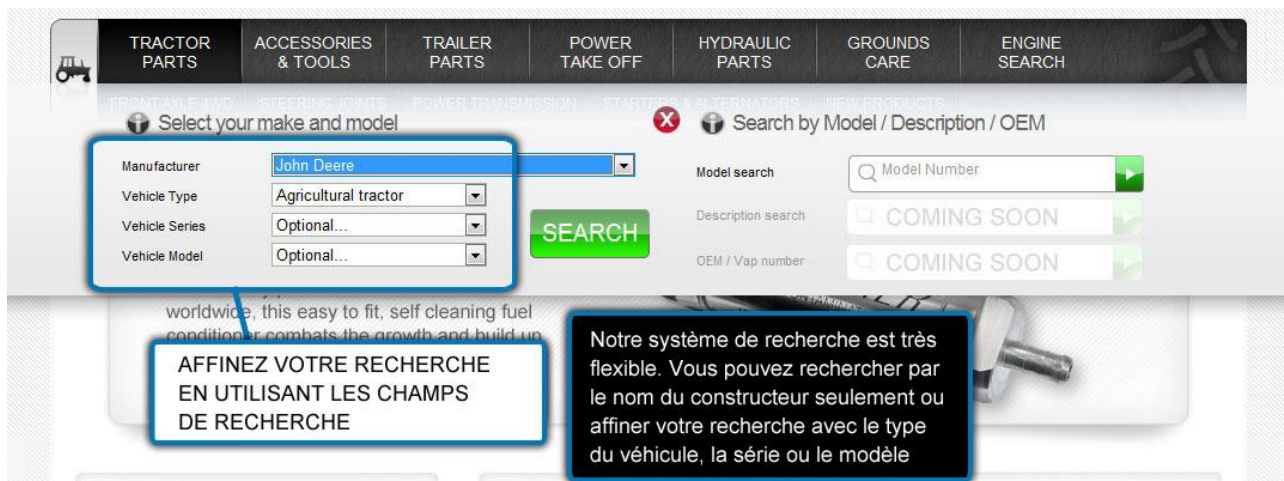 TRACTOR PARTS
ACCESSORIES & TOOLS
TRAILER PARTS
POWER TAKE OFF
HYDRAULIC PARTS
GROUNDS CARE
ENGINE SEARCH
FRONT AXLE 4WD STEERING JOINTS POWER TRANSMISSION STARTERS & ALTERNATORS NEW PRODUCTS
Select your make and model
Manufacturer John Deere
Vehicle Type Agricultural tractor
Vehicle Series Optional...
Vehicle Model Optional...
SEARCH
Search by Model / Description / OEM
Model search Model Number
Description search COMING SOON
OEM / Vap number COMING SOON
worldwide, this easy to fit, self cleaning fuel
conditioner combats the growth and build up
AFFINEZ VOTRE RECHERCHE
EN UTILISANT LES CHAMPS
DE RECHERCHE
Notre système de recherche est très
flexible. Vous pouvez rechercher par
le nom du constructeur seulement ou
affiner votre recherche avec le type
du véhicule, la série ou le modèle